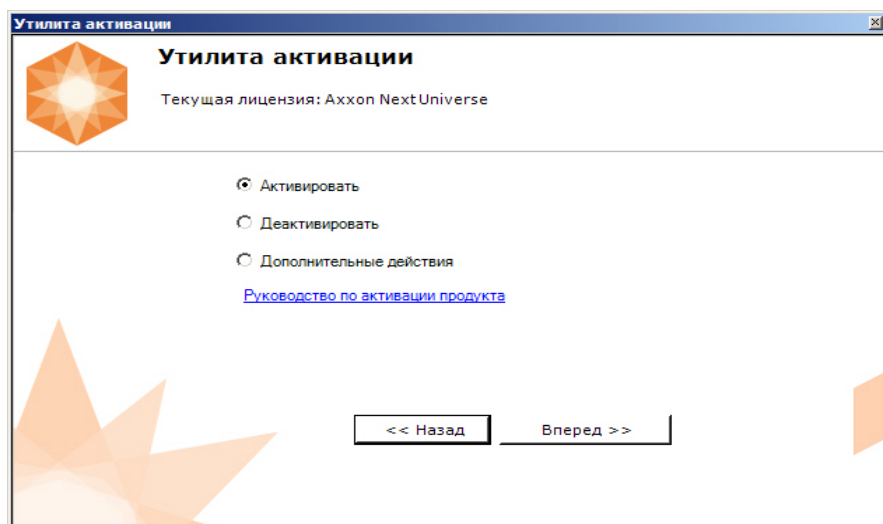 Утилита активации
Утилита активации
Текущая лицензия: Axxon Next Universe
Активировать
Деактивировать
Дополнительные действия
Руководство по активации продукта
<< Назад
Вперед >>